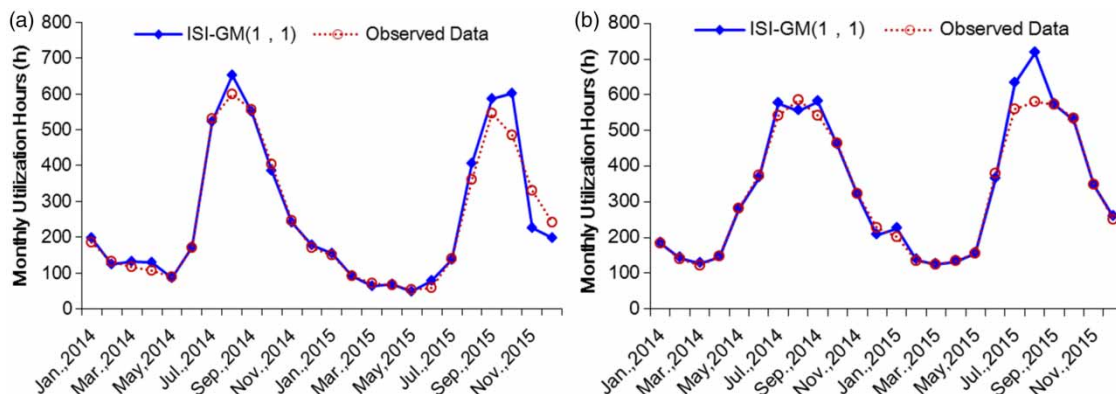 (a)
ISI-GM(1 , 1)
Observed Data
Monthly Utilization Hours (h)
800
700
600
500
400
300
200
100
0
Jan.,2014
Mar.,2014
May,2014
Jul.,2014
Sep.,2014
Nov.,2014
Jan.,2015
Mar.,2015
May,2015
Jul.,2015
Sep.,2015
Nov.,2015
(b)
ISI-GM(1 , 1)
Observed Data
Monthly Utilization Hours (h)
800
700
600
500
400
300
200
100
0
Jan.,2014
Mar.,2014
May,2014
Jul.,2014
Sep.,2014
Nov.,2014
Jan.,2015
Mar.,2015
May,2015
Jul.,2015
Sep.,2015
Nov.,2015